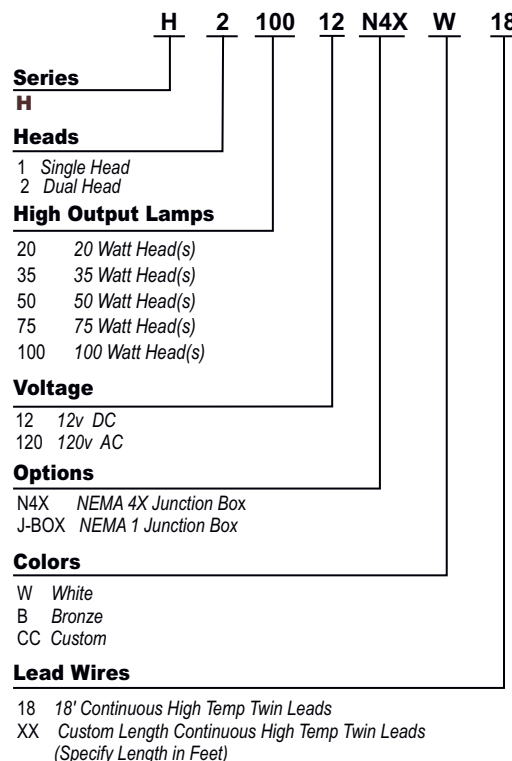 H 2 100 12 N4X W 18
Series
H
Heads
1 Single Head
2 Dual Head
High Output Lamps
20 20 Watt Head(s)
35 35 Watt Head(s)
50 50 Watt Head(s)
75 75 Watt Head(s)
100 100 Watt Head(s)
Voltage
12 12v DC
120 120v AC
Options
N4X NEMA 4X Junction Box
J-BOX NEMA 1 Junction Box
Colors
W White
B Bronze
CC Custom
Lead Wires
18 18' Continuous High Temp Twin Leads
XX Custom Length Continuous High Temp Twin Leads
(Specify Length in Feet)